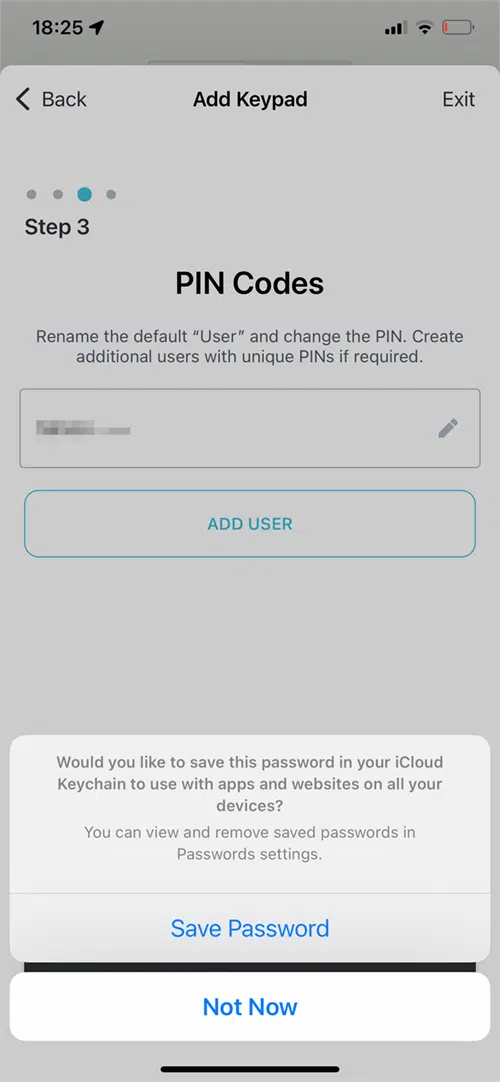 18:25
Back Add Keypad Exit
Step 3
PIN Codes
Rename the default “User” and change the PIN. Create
additional users with unique PINs if required.
ADD USER
Would you like to save this password in your iCloud
Keychain to use with apps and websites on all your
devices?
You can view and remove saved passwords in
Passwords settings.
Save Password
Not Now